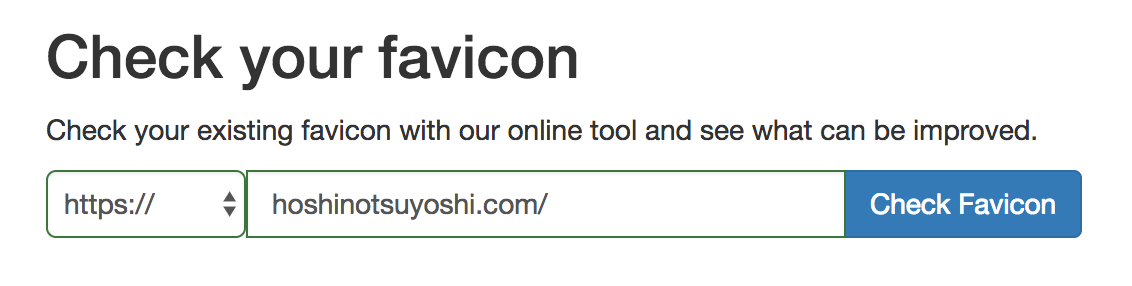 Check your favicon
Check your existing favicon with our online tool and see what can be improved.
https:// hoshinotsuyoshi.com/ Check Favicon